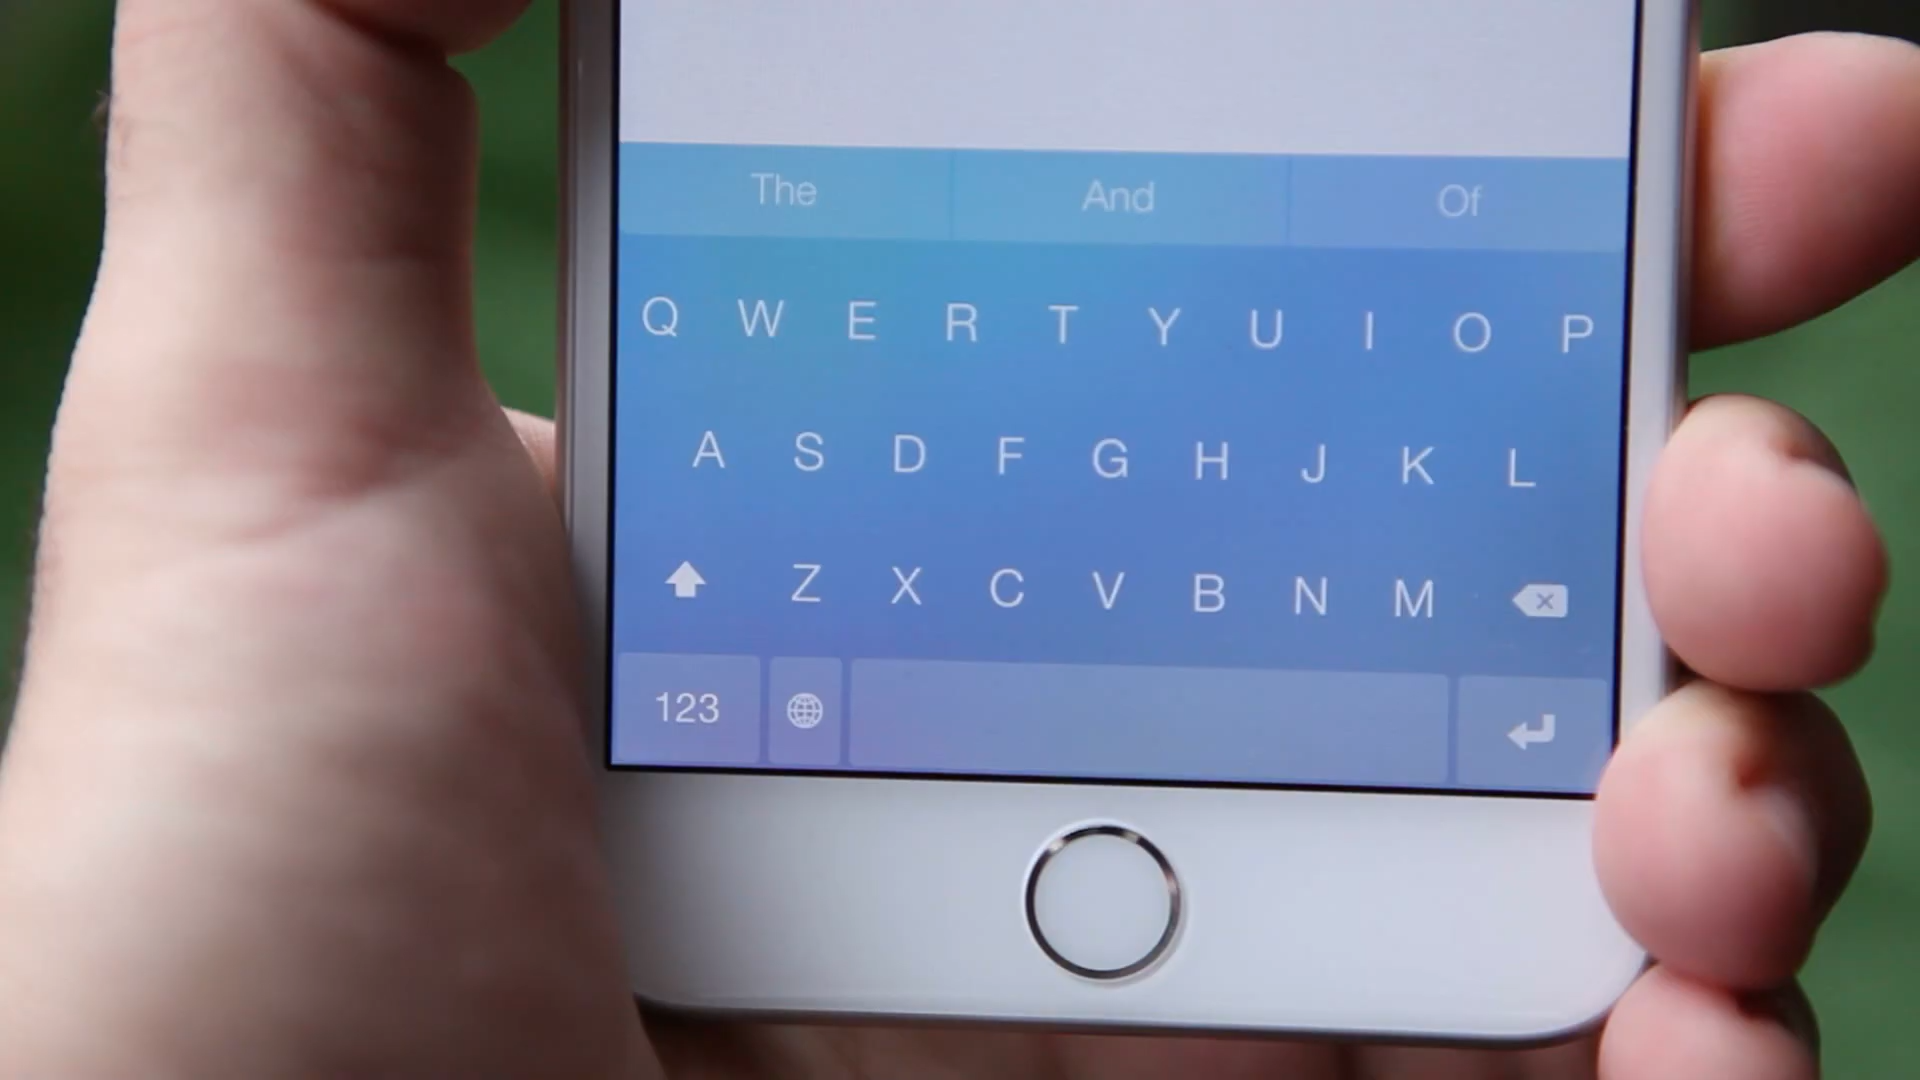 The And Of
Q W E R T Y U I O P
A S D F G H J K L
Z X C V B N M
123